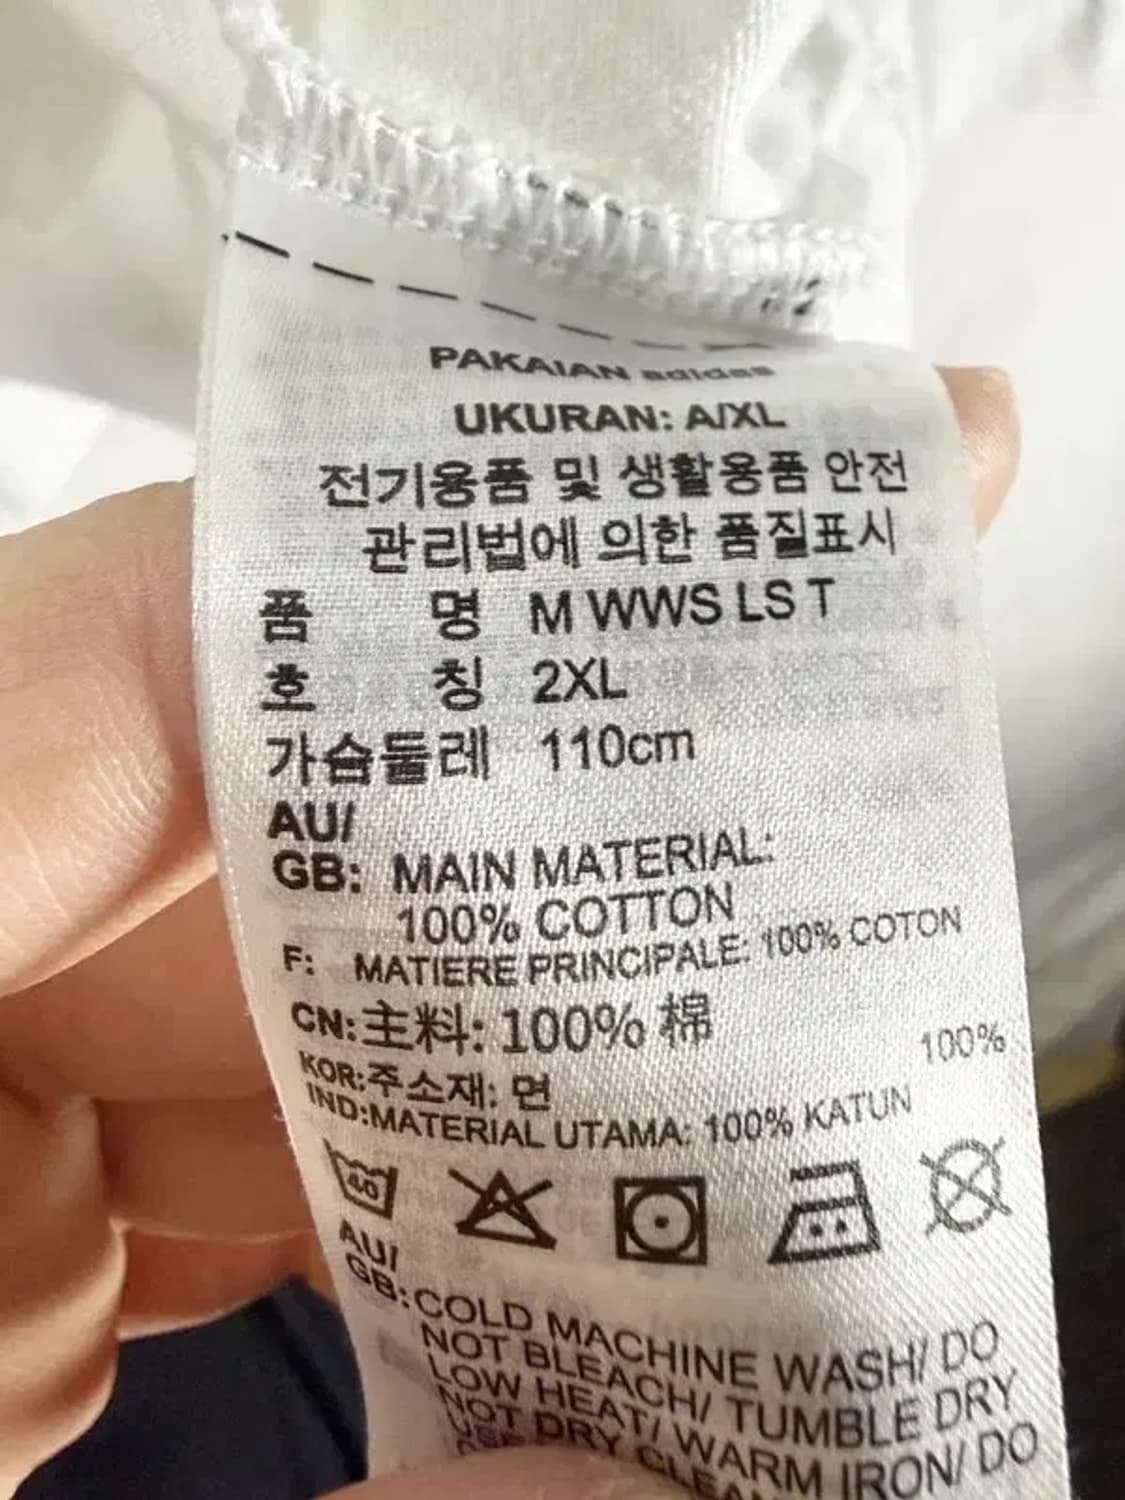 PAKAIAN adidas
UKURAN: A/XL
전기용품 및 생활용품 안전
관리법에 의한 품질표시
품 명 M WWS LS T
호 칭 2XL
가슴둘레 110cm
AU/
GB: MAIN MATERIAL:
100% COTTON
F: MATIERE PRINCIPALE: 100% COTON
CN:主料: 100% 棉
100%
KOR:주소재: 면
IND:MATERIAL UTAMA: 100% KATUN
40
AU/
GB:COLD MACHINE WASH/ DO
NOT BLEACH/ TUMBLE DRY
LOW HEAT/ WARM IRON/ DO
NOT DRY CLEAN